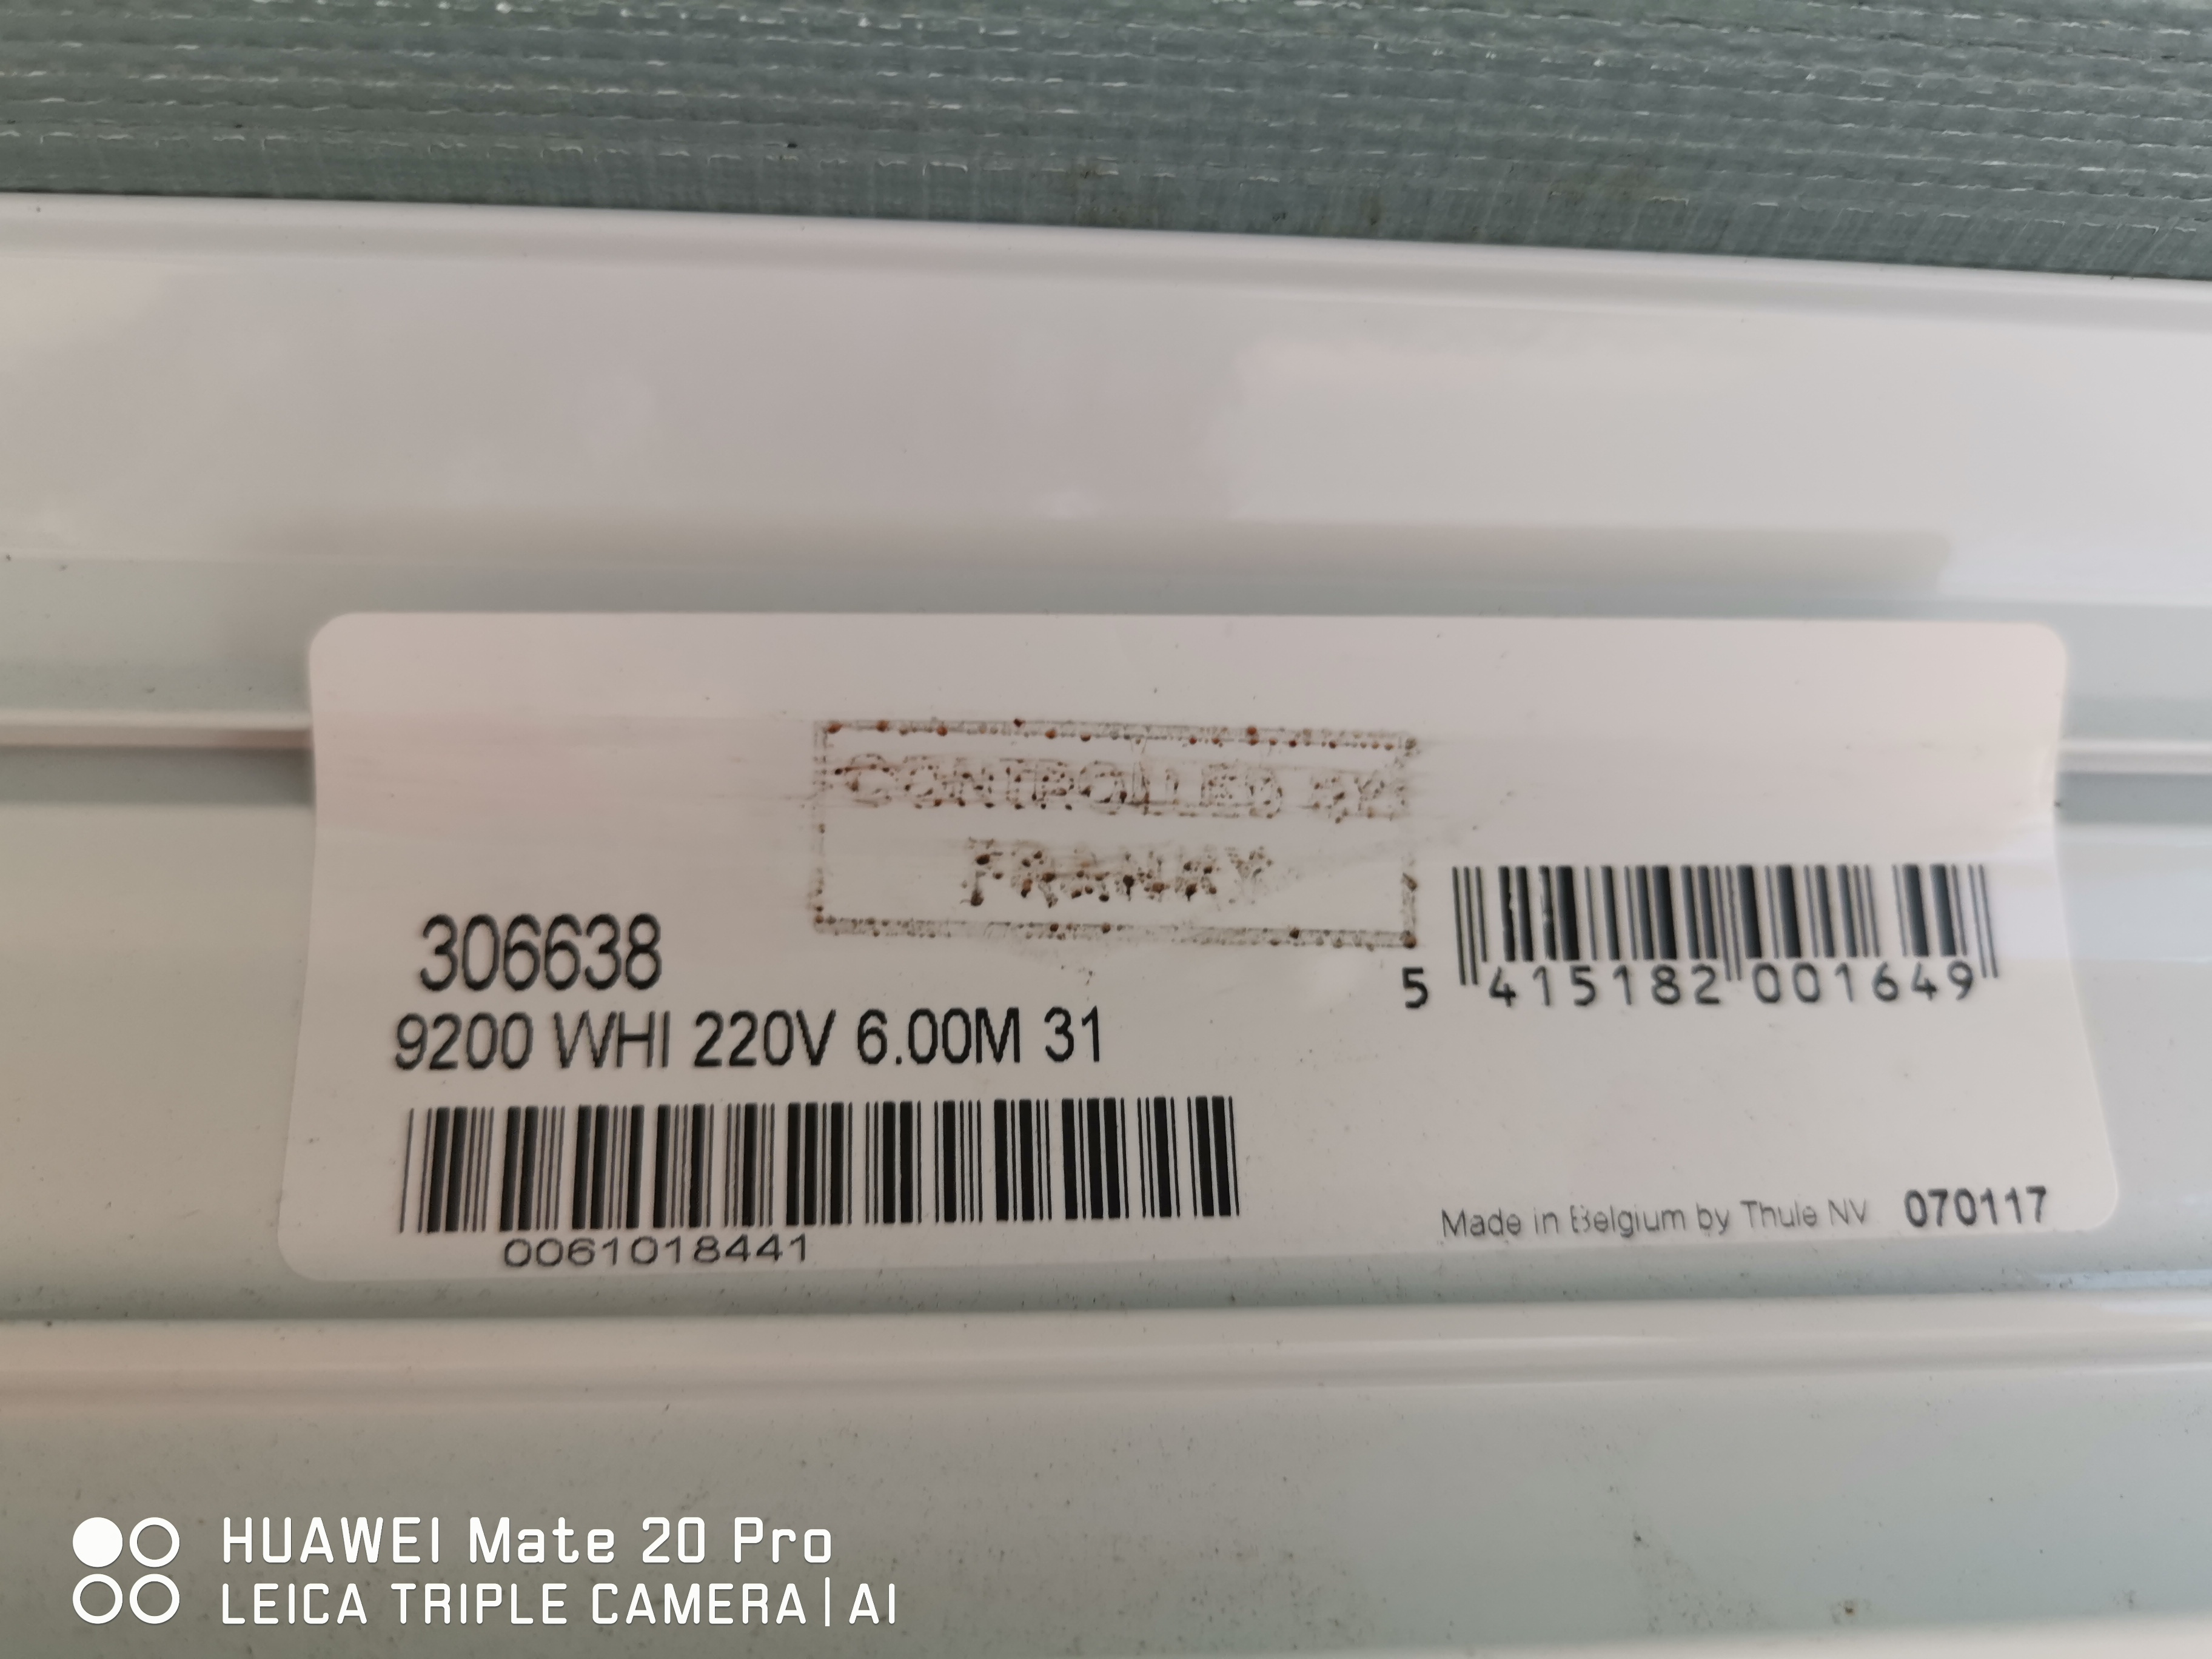 CONTROLLED BY
FRANKY
306638
9200 WHI 220V 6.00M 31
5 415182 001649
0061018441
Made in Belgium by Thule NV 070117
HUAWEI Mate 20 Pro
LEICA TRIPLE CAMERA | AI